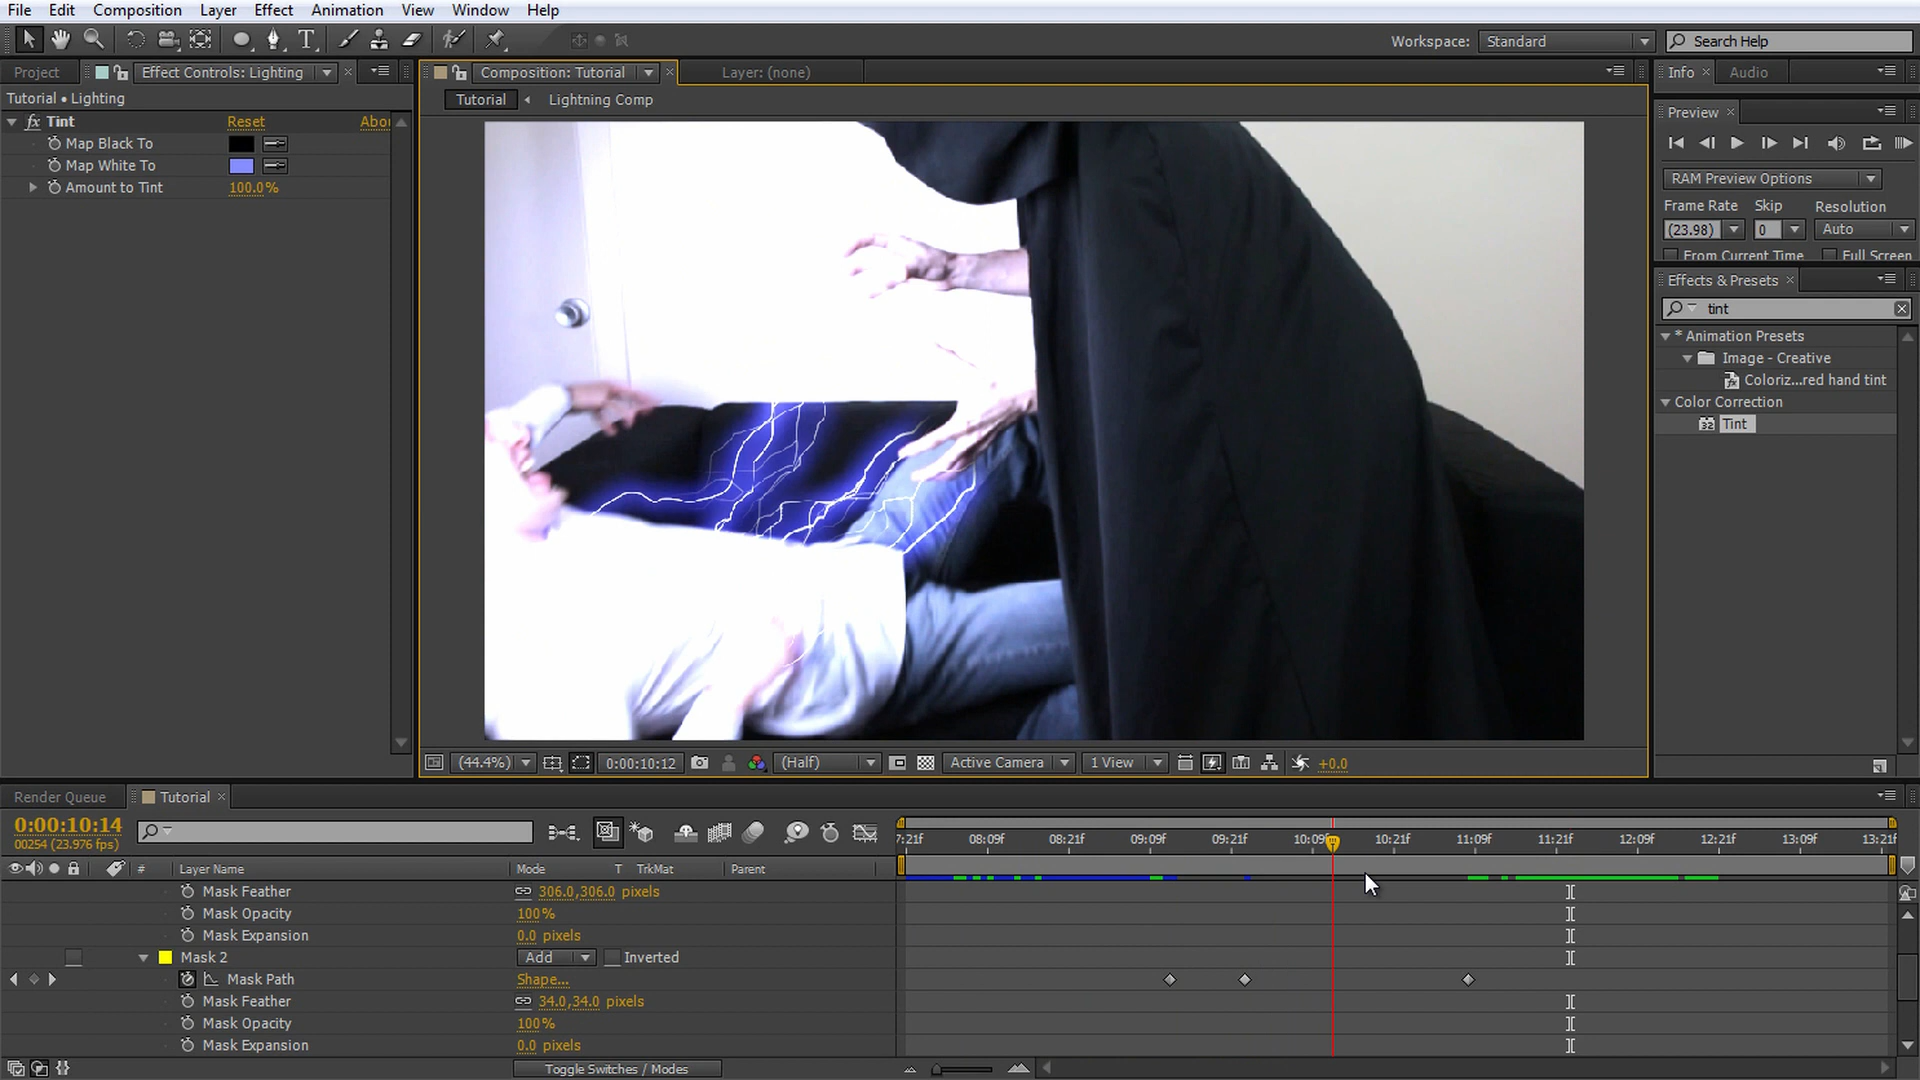 File Edit Composition Layer Effect Animation View Window Help
Workspace: Standard Search Help
Project Effect Controls: Lighting Composition: Tutorial Layer: (none) Info Audio
Tutorial • Lighting
Tutorial Lightning Comp
fx Tint Reset Abou
Map Black To
Map White To
Amount to Tint 100.0%
Preview
RAM Preview Options
Frame Rate Skip Resolution
(23.98) 0 Auto
From Current Time Full Screen
Effects & Presets
tint
* Animation Presets
Image - Creative
Coloriz...red hand tint
Color Correction
32 Tint
(44.4%) 0:00:10:12 (Half) Active Camera 1 View +0.0
Render Queue Tutorial
0:00:10:14
00254 (23.976 fps)
7:21f 08:09f 08:21f 09:09f 09:21f 10:09f 10:21f 11:09f 11:21f 12:09f 12:21f 13:09f 13:21f
# Layer Name Mode T TrkMat Parent
Mask Feather 306.0,306.0 pixels
Mask Opacity 100%
Mask Expansion 0.0 pixels
Mask 2 Add Inverted
Mask Path Shape...
Mask Feather 34.0,34.0 pixels
Mask Opacity 100%
Mask Expansion 0.0 pixels
Toggle Switches / Modes